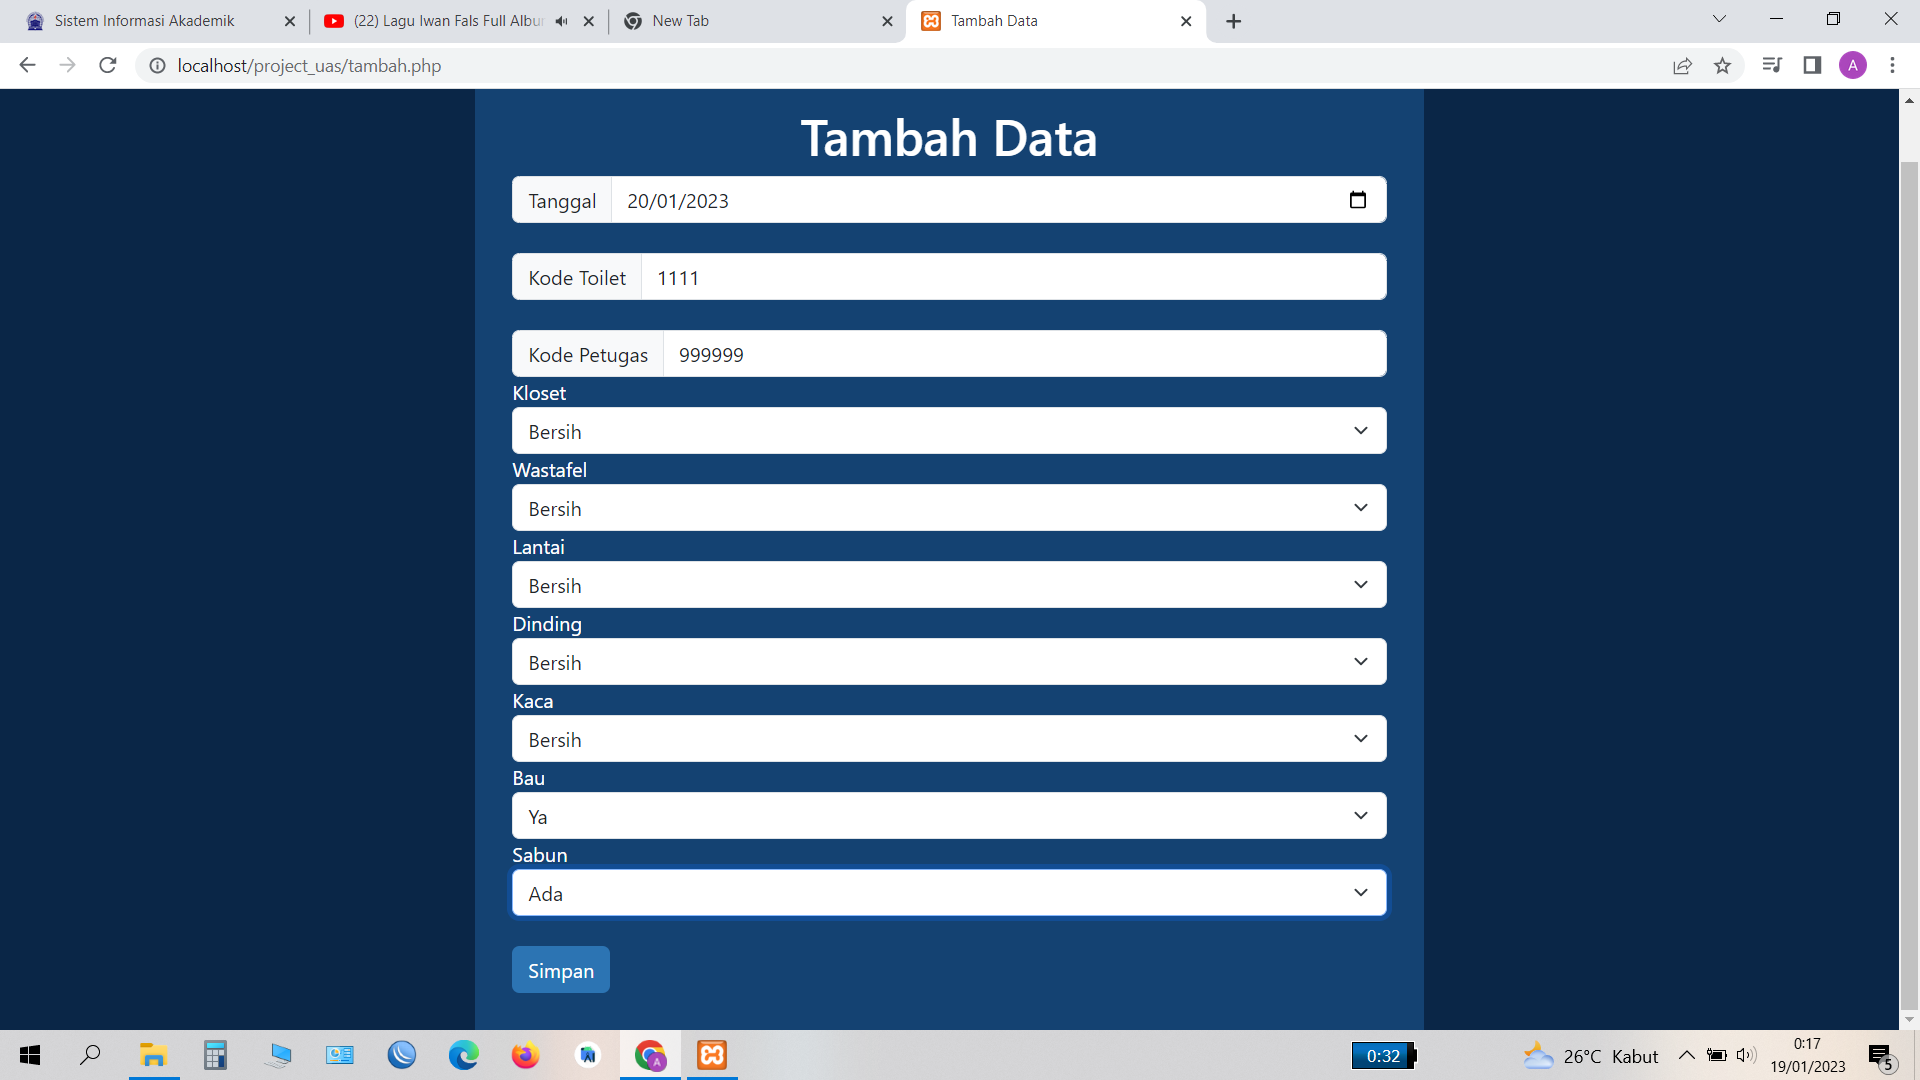 Sistem Informasi Akademik
(22) Lagu Iwan Fals Full Albu
New Tab
Tambah Data
localhost/project_uas/tambah.php
A
Tambah Data
Tanggal 20/01/2023
Kode Toilet 1111
Kode Petugas 999999
Kloset
Bersih
Wastafel
Bersih
Lantai
Bersih
Dinding
Bersih
Kaca
Bersih
Bau
Ya
Sabun
Ada
Simpan
A
0:32
26°C Kabut
0:17
19/01/2023
5